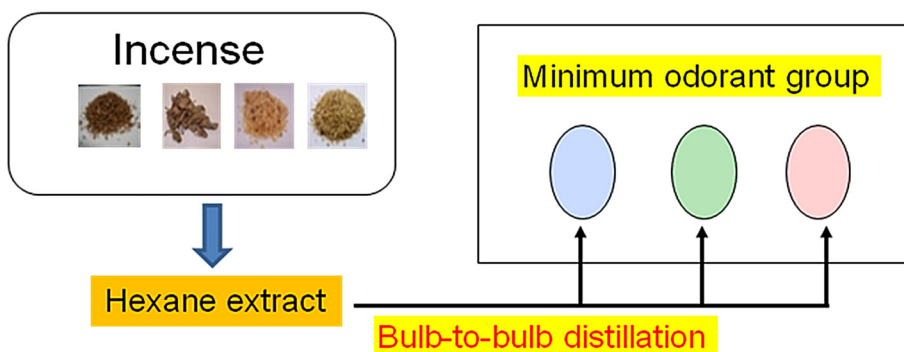 Incense
Minimum odorant group
Hexane extract
Bulb-to-bulb distillation